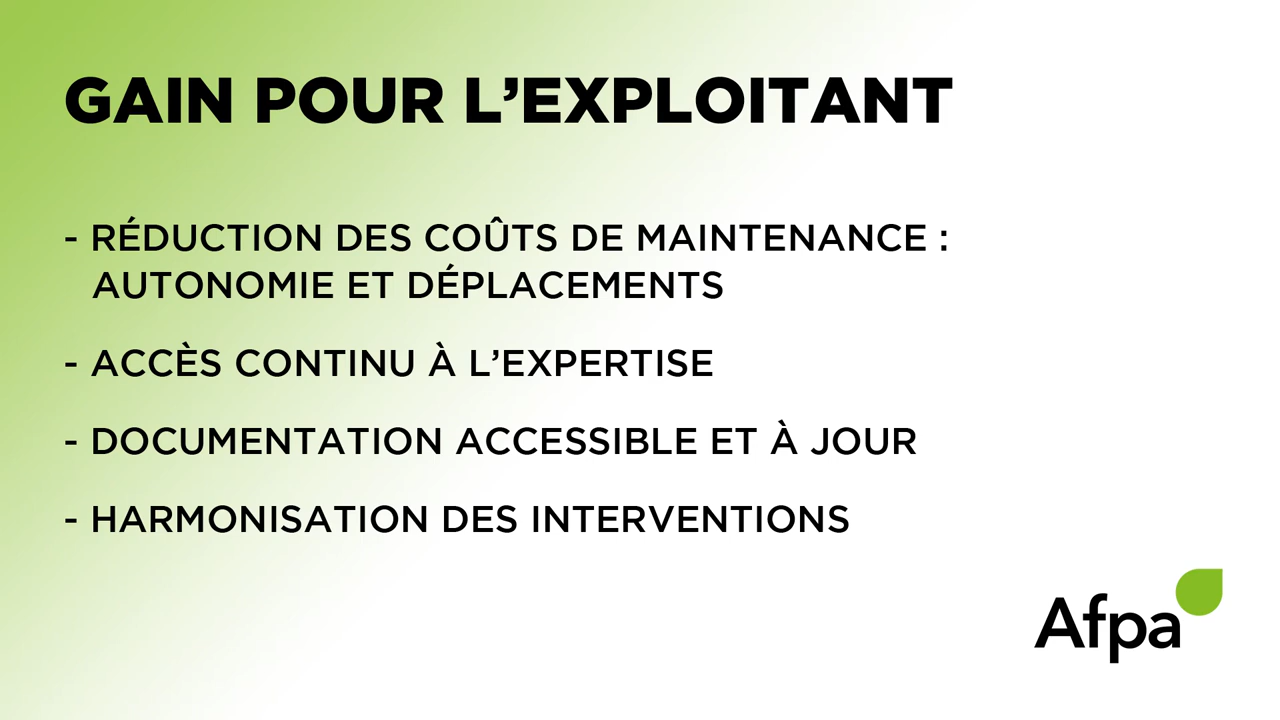 GAIN POUR L’EXPLOITANT
- RÉDUCTION DES COÛTS DE MAINTENANCE :
AUTONOMIE ET DÉPLACEMENTS
- ACCÈS CONTINU À L’EXPERTISE
- DOCUMENTATION ACCESSIBLE ET À JOUR
- HARMONISATION DES INTERVENTIONS
Afpa